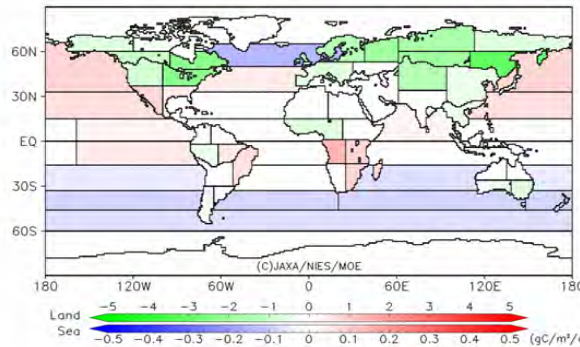 60N
30N
EQ
30S
60S
(C)JAXA/NIES/MOE
180 120W 60W 0 60E 120E 180
-5 -4 -3 -2 -1 0 1 2 3 4 5
Land
Sea
-0.5 -0.4 -0.3 -0.2 -0.1 0 0.1 0.2 0.3 0.4 0.5 (gC/m²/